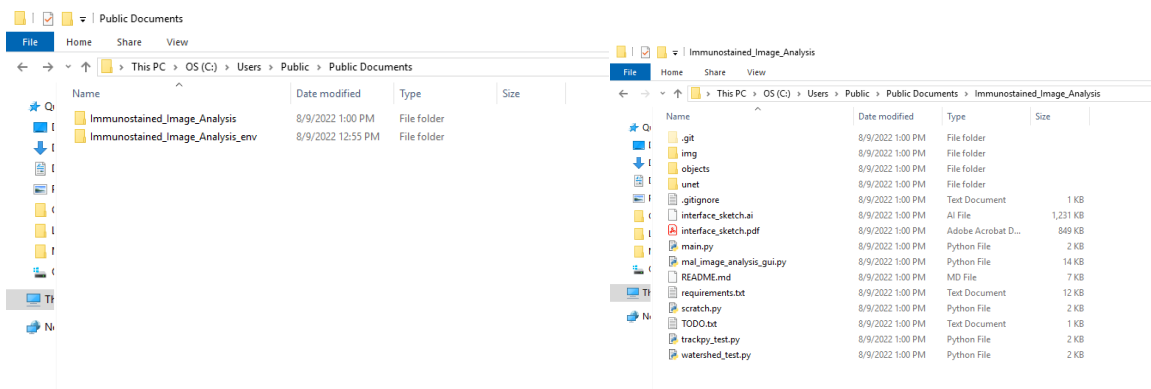 Public Documents
File Home Share View
This PC > OS (C:) > Users > Public > Public Documents
Name Date modified Type Size
Immunostained_Image_Analysis 8/9/2022 1:00 PM File folder
Immunostained_Image_Analysis_env 8/9/2022 12:55 PM File folder
Immunostained_Image_Analysis
File Home Share View
This PC > OS (C:) > Users > Public > Public Documents > Immunostained_Image_Analysis
Name Date modified Type Size
.git 8/9/2022 1:00 PM File folder
img 8/9/2022 1:00 PM File folder
objects 8/9/2022 1:00 PM File folder
unet 8/9/2022 1:00 PM File folder
.gitignore 8/9/2022 1:00 PM Text Document 1 KB
interface_sketch.ai 8/9/2022 1:00 PM AI File 1,231 KB
interface_sketch.pdf 8/9/2022 1:00 PM Adobe Acrobat D... 849 KB
main.py 8/9/2022 1:00 PM Python File 2 KB
mal_image_analysis_gui.py 8/9/2022 1:00 PM Python File 14 KB
README.md 8/9/2022 1:00 PM MD File 7 KB
requirements.txt 8/9/2022 1:00 PM Text Document 12 KB
scratch.py 8/9/2022 1:00 PM Python File 2 KB
TODO.txt 8/9/2022 1:00 PM Text Document 1 KB
trackpy_test.py 8/9/2022 1:00 PM Python File 2 KB
watershed_test.py 8/9/2022 1:00 PM Python File 2 KB